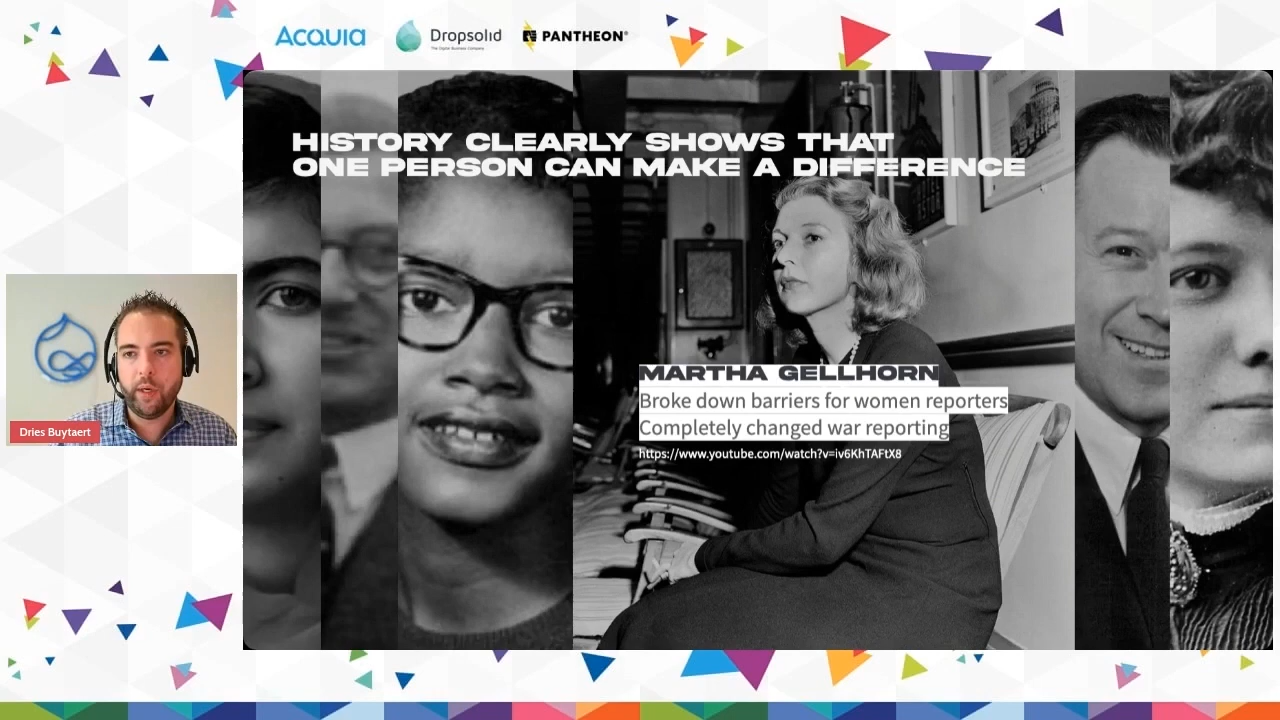 Acquia
Dropsolid
The Digital Business Company
PANTHEON®
HISTORY CLEARLY SHOWS THAT
ONE PERSON CAN MAKE A DIFFERENCE
MARTHA GELLHORN
Broke down barriers for women reporters
Completely changed war reporting
https://www.youtube.com/watch?v=iv6KhTAFtX8
Dries Buytaert